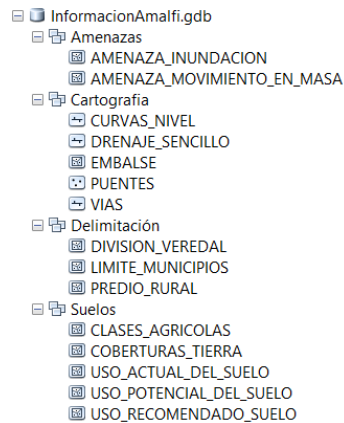 InformacionAmalfi.gdb
Amenazas
AMENAZA_INUNDACION
AMENAZA_MOVIMIENTO_EN_MASA
Cartografia
CURVAS_NIVEL
DRENAJE_SENCILLO
EMBALSE
PUENTES
VIAS
Delimitación
DIVISION_VEREDAL
LIMITE_MUNICIPIOS
PREDIO_RURAL
Suelos
CLASES_AGRICOLAS
COBERTURAS_TIERRA
USO_ACTUAL_DEL_SUELO
USO_POTENCIAL_DEL_SUELO
USO_RECOMENDADO_SUELO